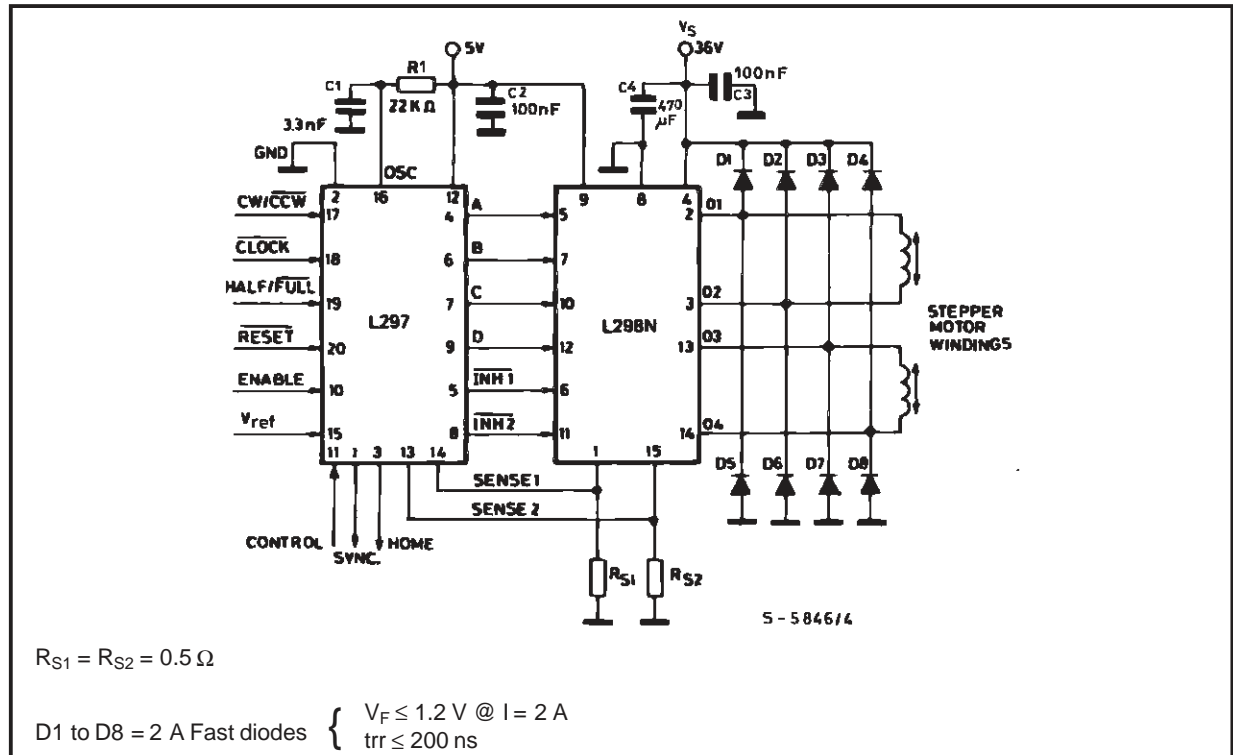 5V
VS
36V
R1
22KΩ
C1
3.3nF
C2
100nF
C4
470
µF
100nF
C3
GND
OSC
D1 D2 D3 D4
2 16 12
9 8 4
CW/CCW 17
4 A 5
2 O1
CLOCK 18
6 B 7
HALF/FULL 19
7 C 10
3 O2
L297
L298N
STEPPER
MOTOR
WINDINGS
RESET 20
9 D 12
13 O3
ENABLE 10
5 INH1 6
Vref 15
8 INH2 11
14 O4
11 1 3 13 14
1 15
D5 D6 D7 D8
SENSE1
SENSE2
CONTROL
SYNC.
HOME
RS1 RS2
S-5846/4
RS1 = RS2 = 0.5 Ω
D1 to D8 = 2 A Fast diodes {
VF ≤ 1.2 V @ I = 2 A
trr ≤ 200 ns